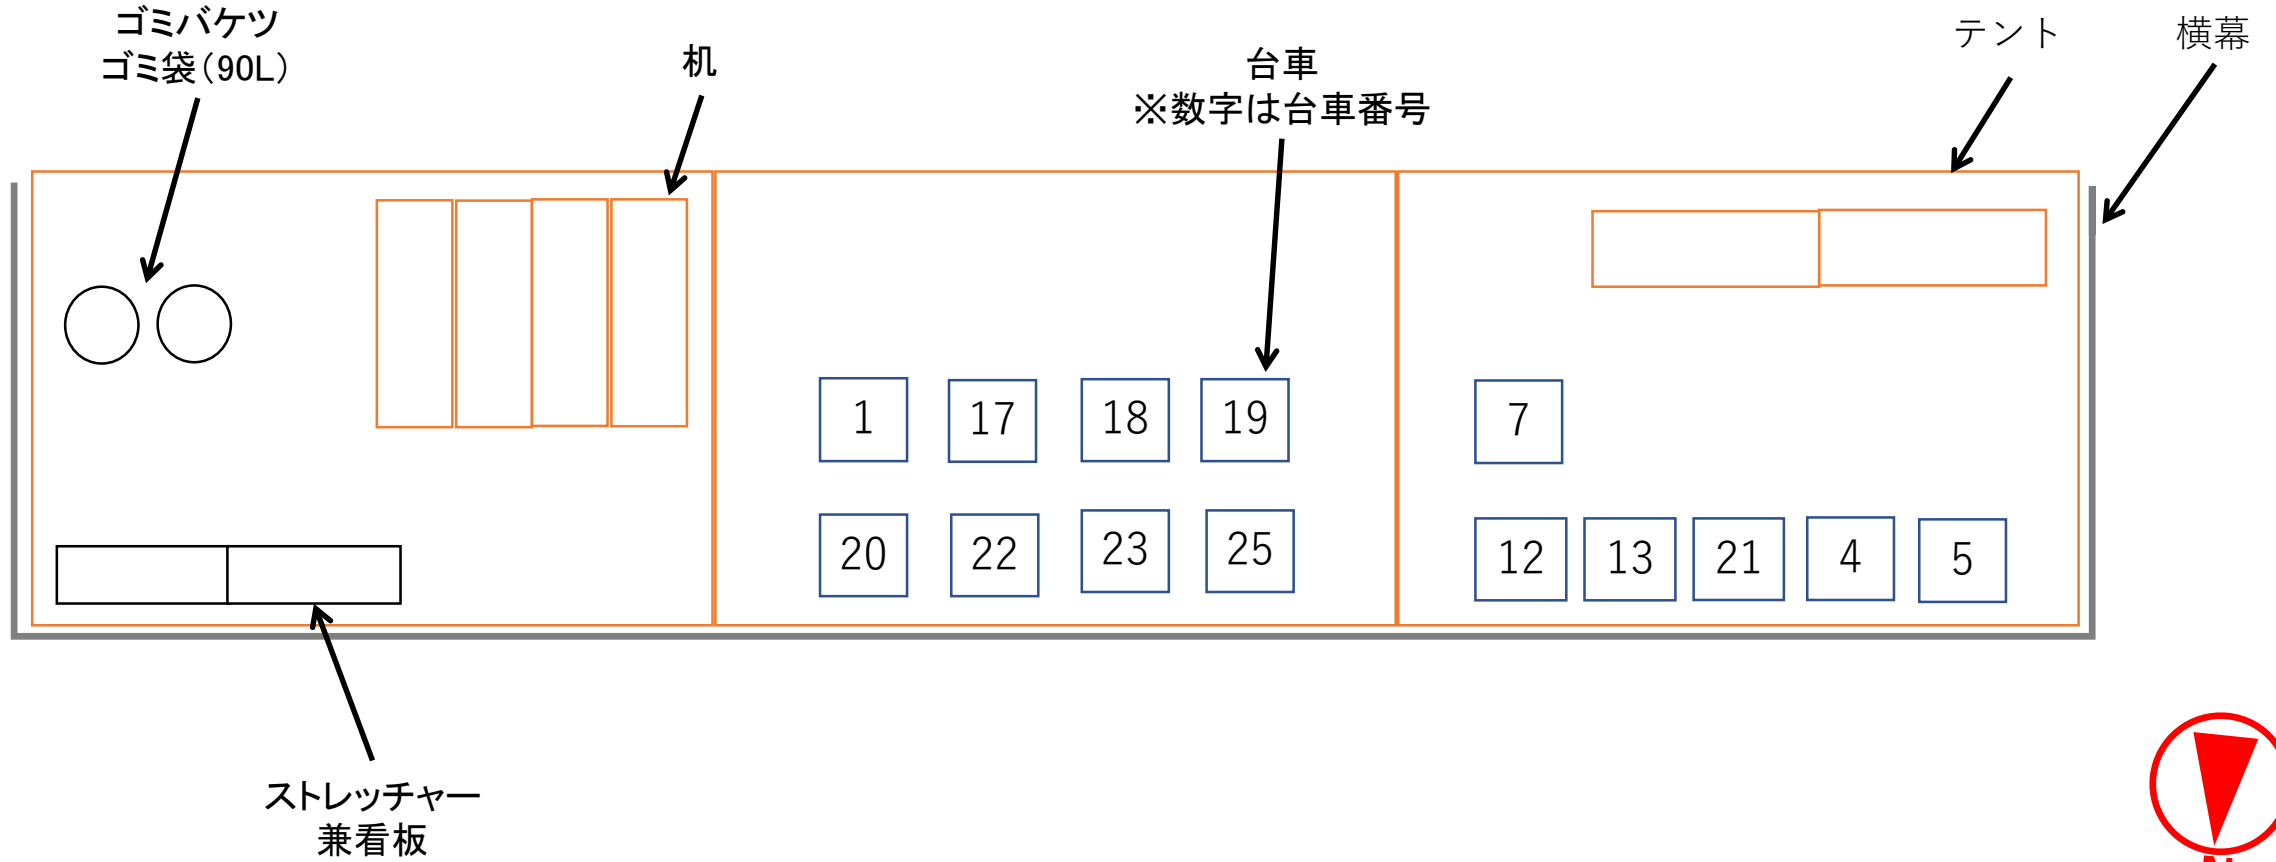 ゴミバケツ
ゴミ袋(90L)
机
台車
※数字は台車番号
テント
横幕
1 17 18 19
7
20 22 23 25
12 13 21 4 5
ストレッチャー
兼看板